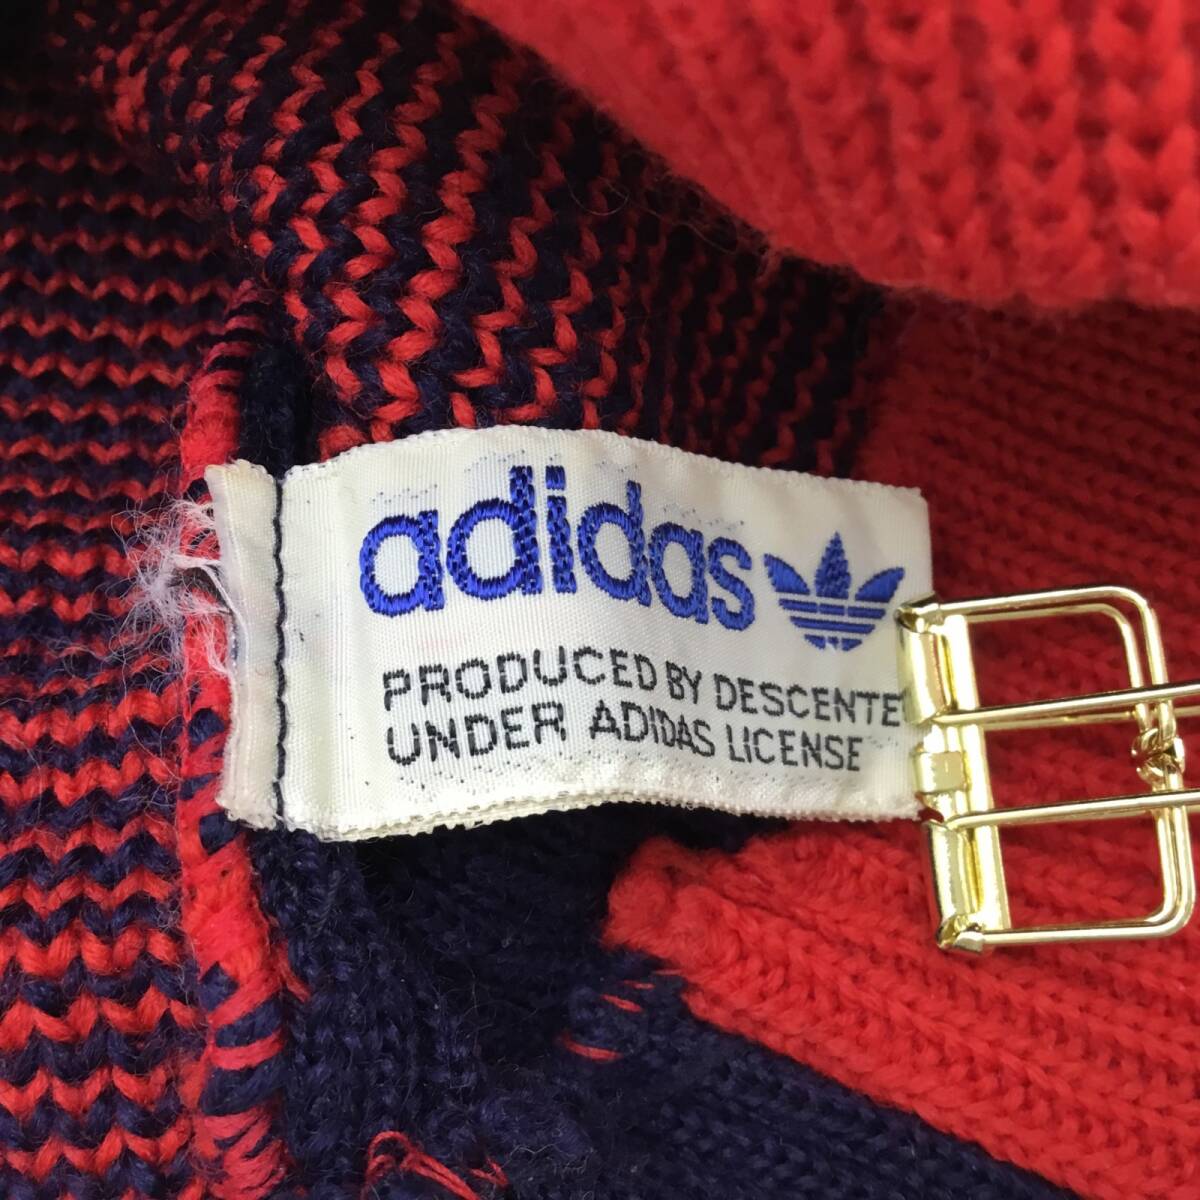 adidas
PRODUCED BY DESCENTE
UNDER ADIDAS LICENSE